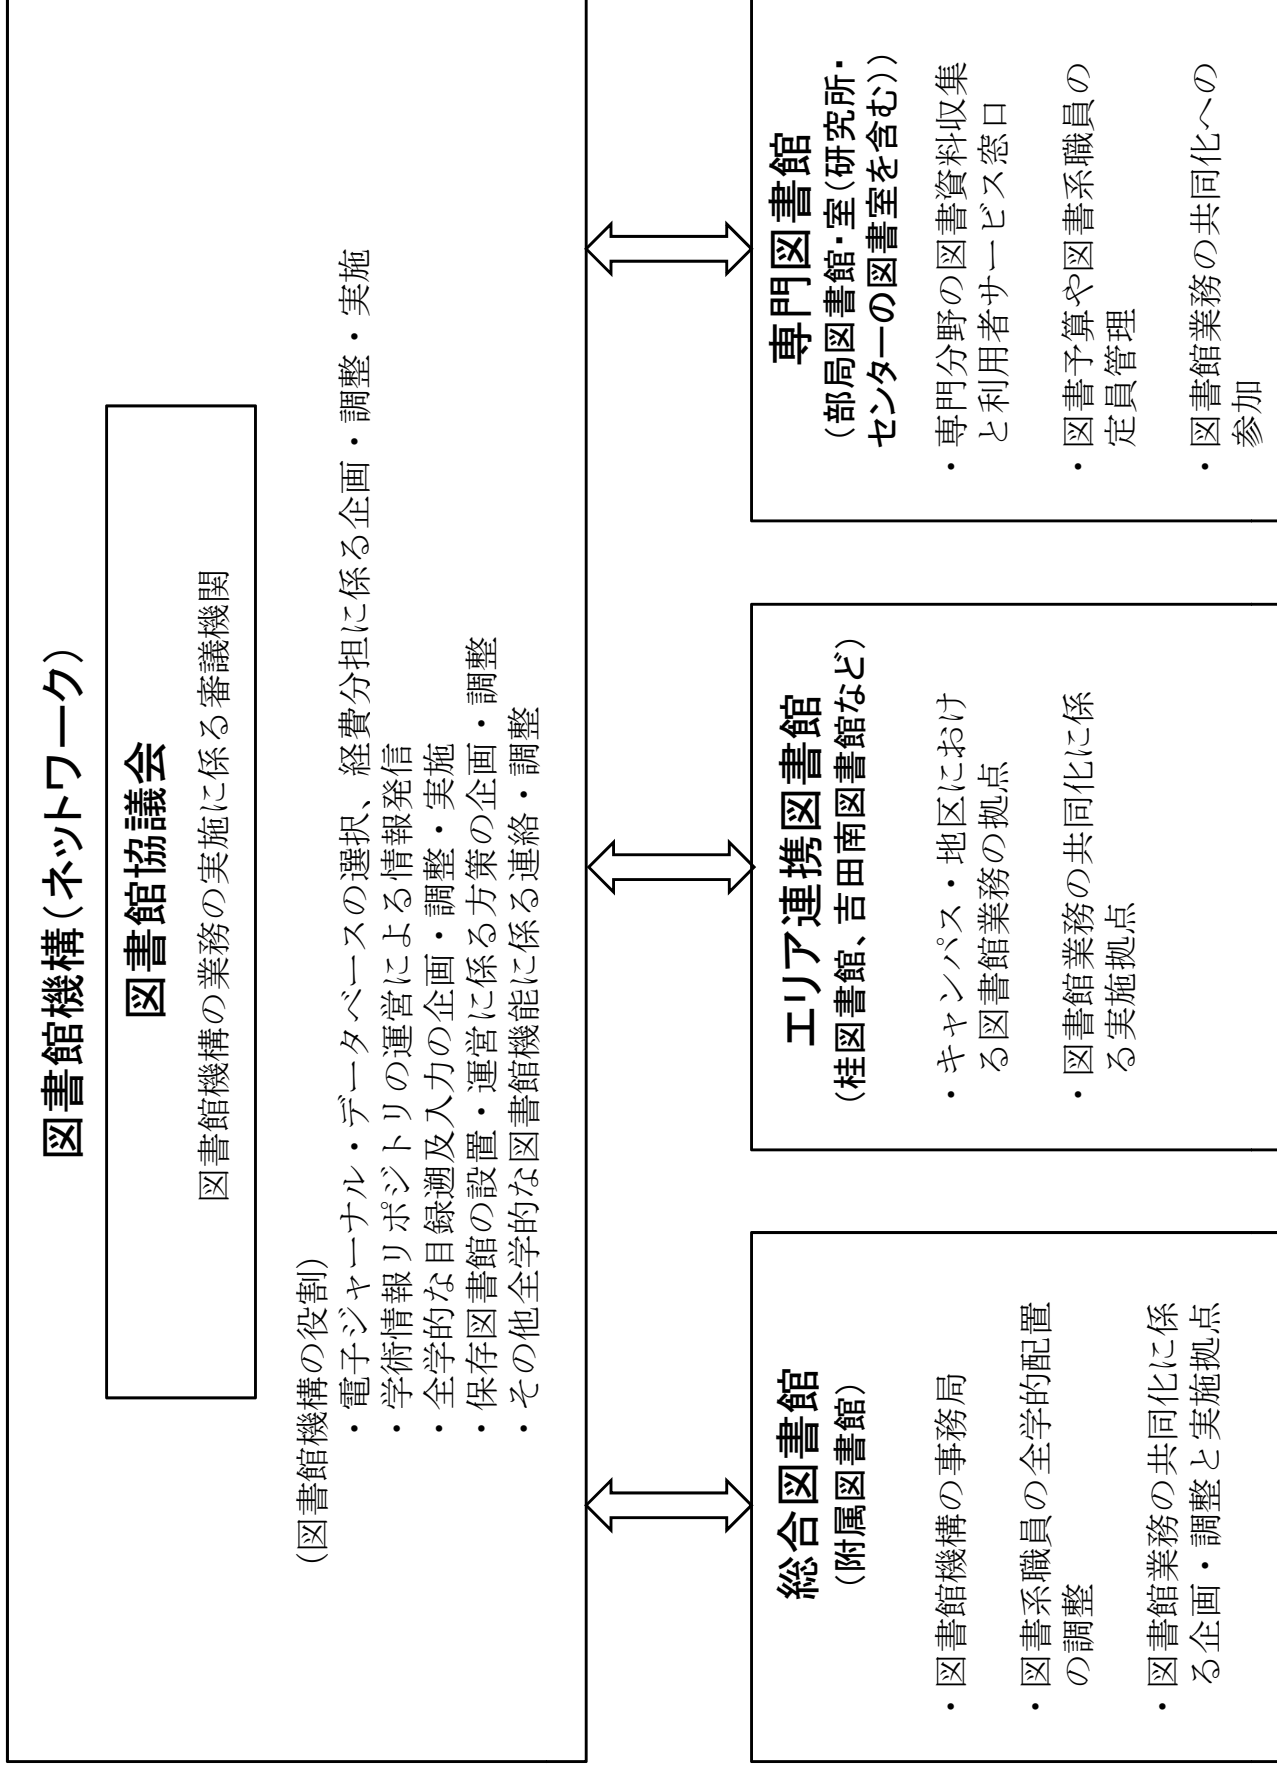 図書館機構(ネットワーク)
図書館協議会
図書館機構の業務の実施に係る審議機関
(図書館機構の役割)
・電子ジャーナル・データベースの選択、経費分担に係る企画・調整・実施
・学術情報リポジトリの運営による情報発信
・全学的な目録遡及入力の企画・調整・実施
・保存図書館の設置・運営に係る方策の企画・調整
・その他全学的な図書館機能に係る連絡・調整
総合図書館
(附属図書館)
・図書館機構の事務局
・図書系職員の全学的配置
の調整
・図書館業務の共同化に係
る企画・調整と実施拠点
エリア連携図書館
(桂図書館、吉田南図書館など)
・キャンパス・地区におけ
る図書館業務の拠点
・図書館業務の共同化に係
る実施拠点
専門図書館
(部局図書館・室(研究所・
センターの図書室を含む))
・専門分野の図書資料収集
と利用者サービス窓口
・図書予算や図書系職員の
定員管理
・図書館業務の共同化への
参加